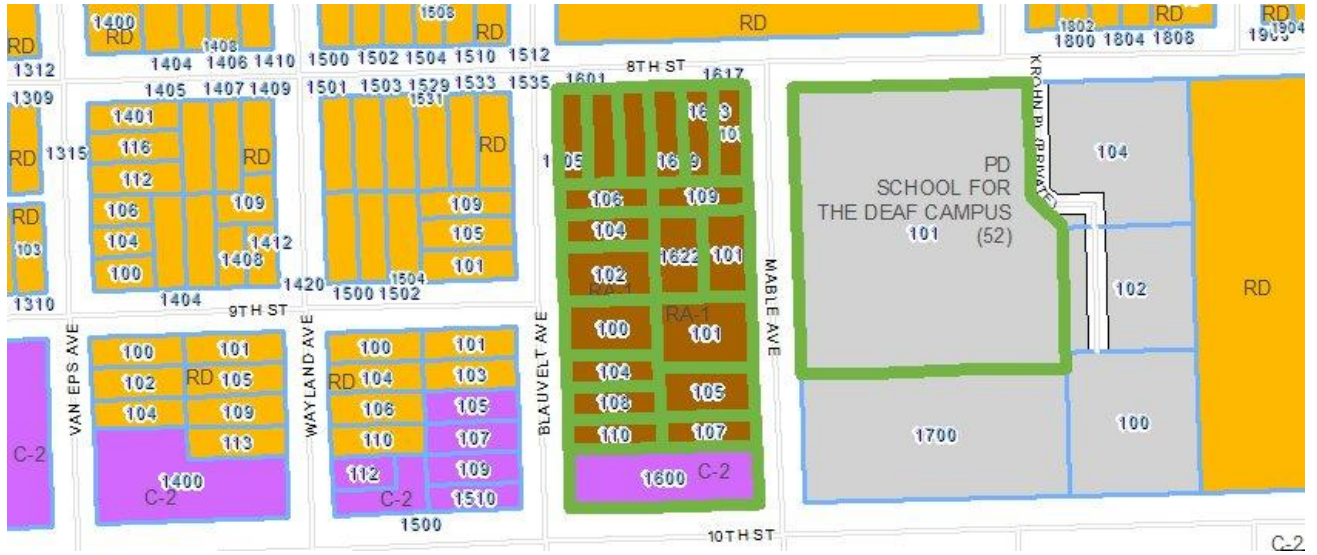 1400
RD
RD
1408
1508
RD
RD
1802
RD
RD
1904
1312
1404 1406 1410
1500 1502 1504 1510 1512
1800 1804 1808
8TH ST
1309
1405 1407 1409
1501 1503 1529 1533 1535
1531
1601
1617
1401
116
1315
RD
112
RD
RD
109
106
104
100
1412
1408
109
105
101
RD
103
1310
1404
1420
1500 1502
1504
9TH ST
106
109
104
1622
101
102
RA-1
RA-1
100
101
104
105
108
110
107
1600
C-2
PD
SCHOOL FOR
THE DEAF CAMPUS
101
(52)
104
102
RD
1700
100
MABLE AVE
VAN EPS AVE
WAYLAND AVE
BLAUVELT AVE
100
101
102
RD
105
104
109
113
C-2
1400
C-2
100
101
RD
104
103
106
105
110
107
112
109
C-2
1510
1500
10TH ST
C-2